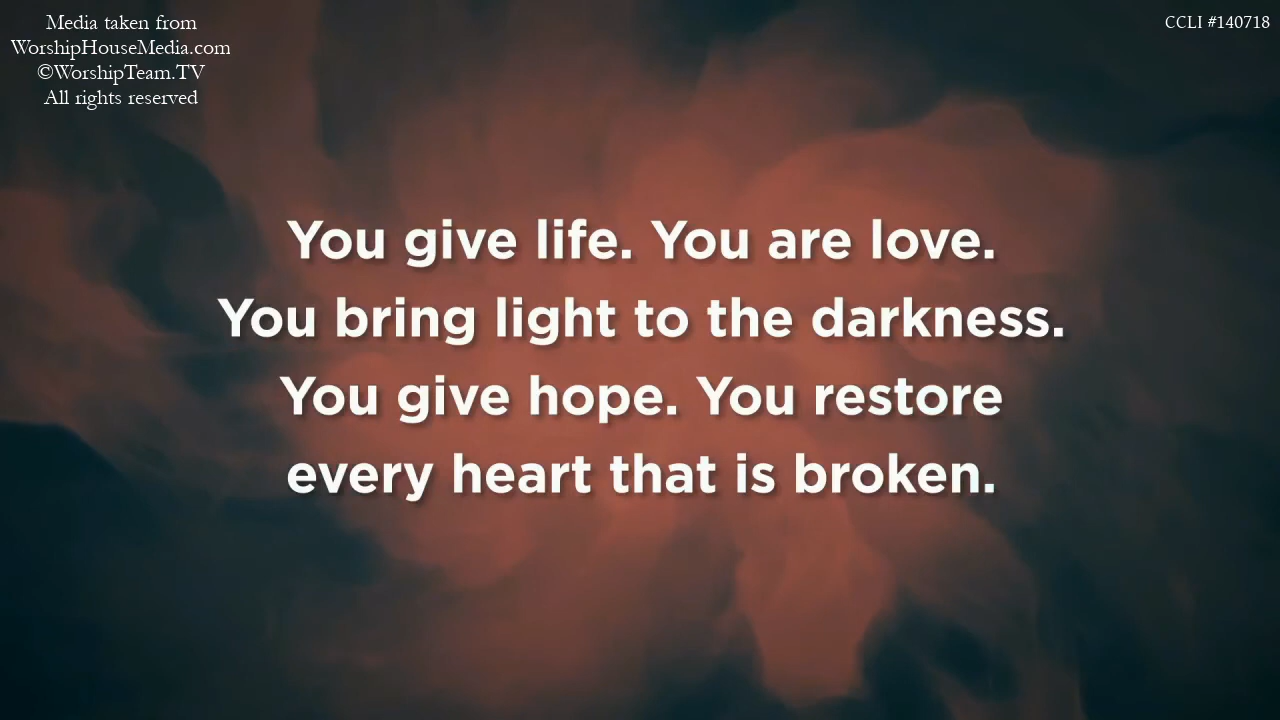 Media taken from
WorshipHouseMedia.com
©WorshipTeam.TV
All rights reserved
CCLI #140718
You give life. You are love.
You bring light to the darkness.
You give hope. You restore
every heart that is broken.